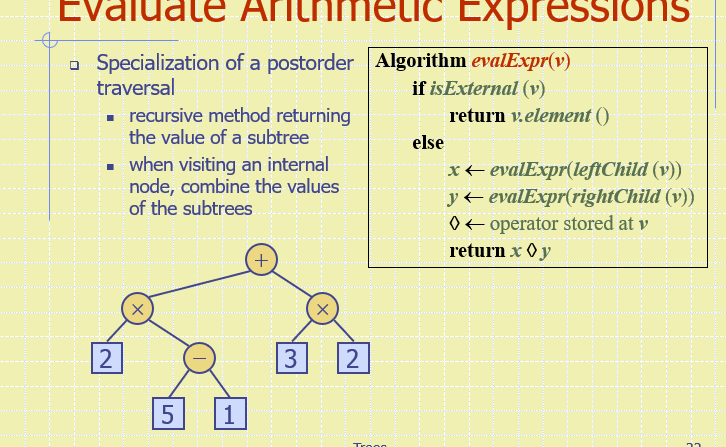 Evaluate Arithmetic Expressions
Specialization of a postorder
traversal
recursive method returning
the value of a subtree
when visiting an internal
node, combine the values
of the subtrees
Algorithm evalExpr(v)
if isExternal (v)
return v.element ()
else
x ← evalExpr(leftChild (v))
y ← evalExpr(rightChild (v))
◊ ← operator stored at v
return x ◊ y
+
× ×
2 − 3 2
5 1
Trees 22